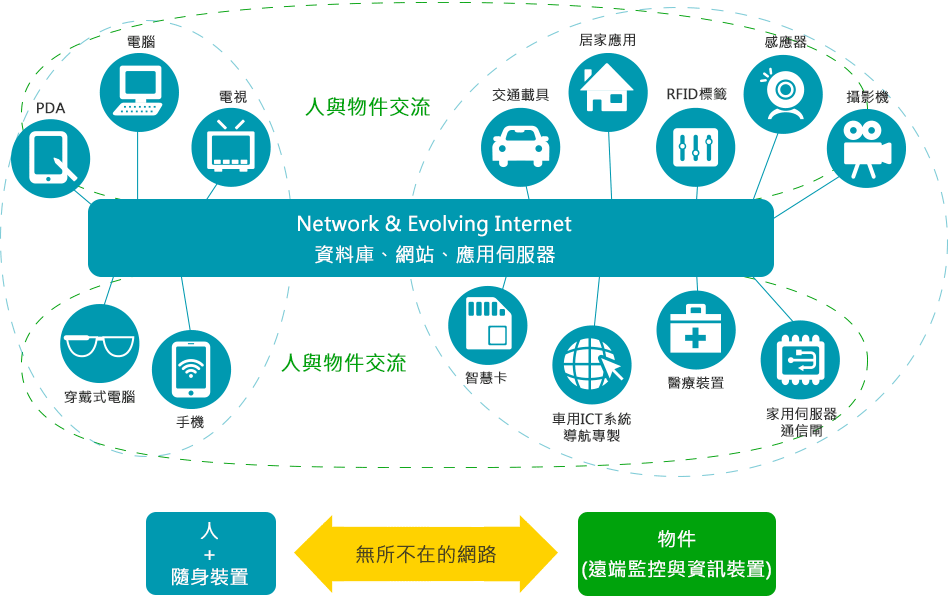 電腦
PDA
電視
人與物件交流
交通載具
居家應用
RFID標籤
感應器
攝影機
Network & Evolving Internet
資料庫、網站、應用伺服器
穿戴式電腦
手機
人與物件交流
智慧卡
車用ICT系統
導航專製
醫療裝置
家用伺服器
通信閘
人
+
隨身裝置
無所不在的網路
物件
(遠端監控與資訊裝置)